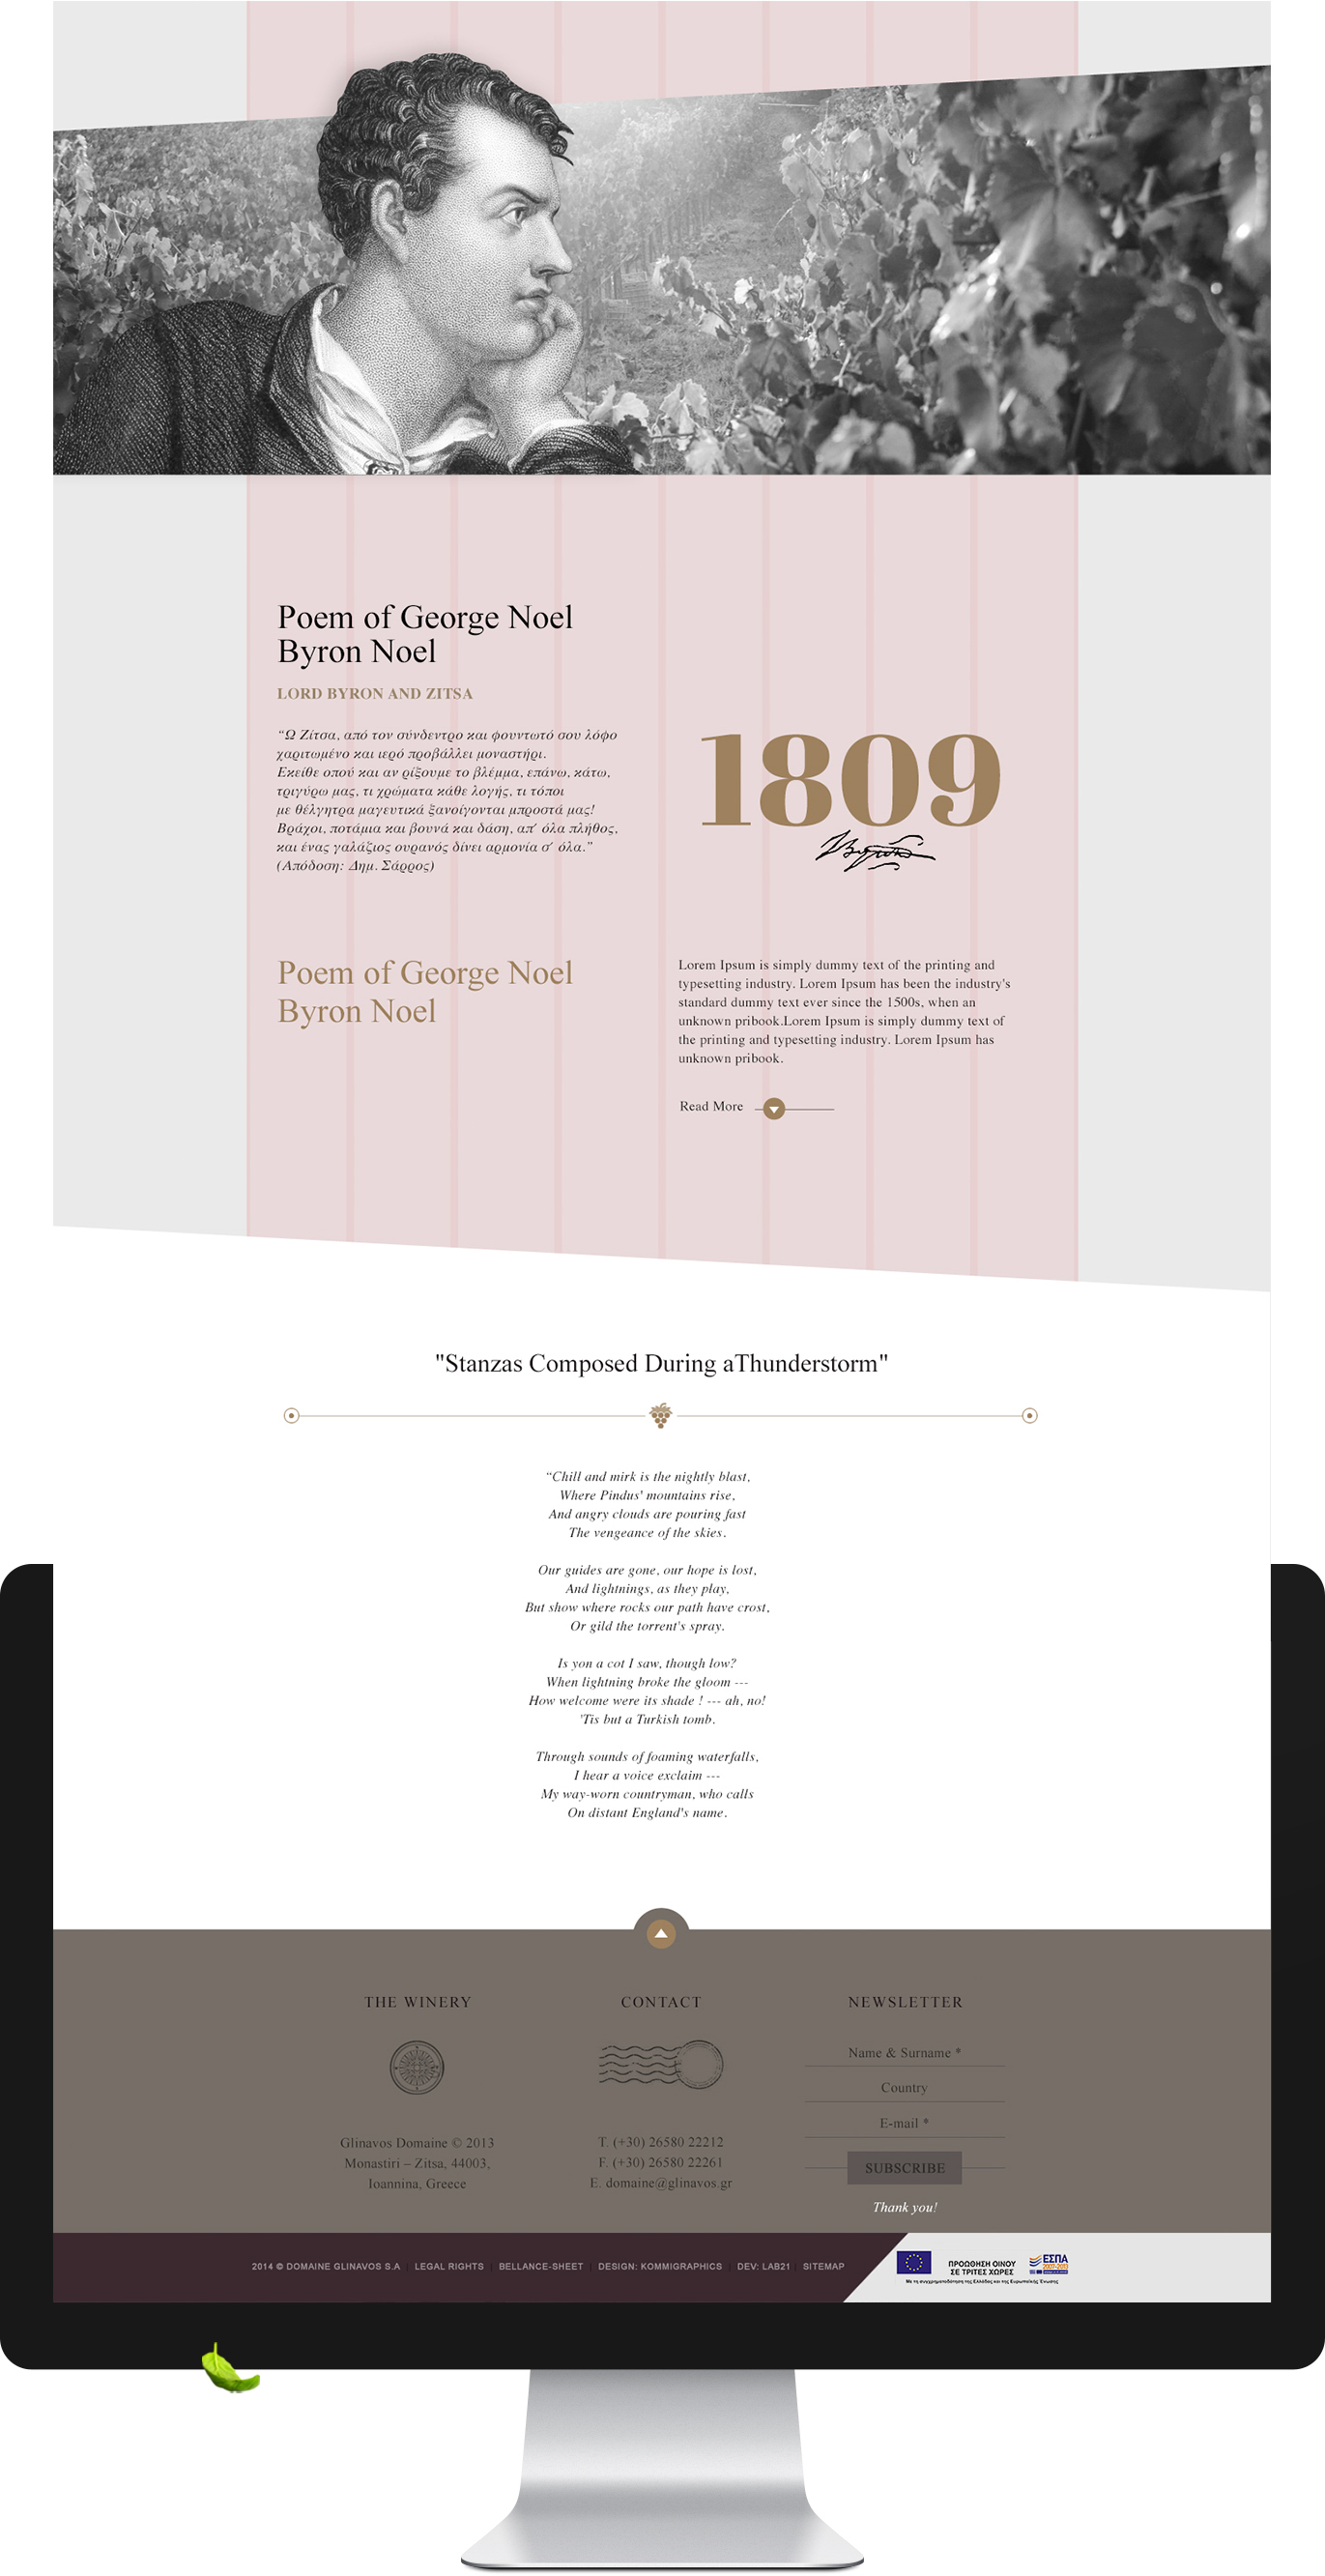 Poem of George Noel
Byron Noel
LORD BYRON AND ZITSA
“Ω Ζίτσα, από τον σύνδεντρο και φουντωτό σου λόφο
χαριτωμένο και ιερό προβάλλει μοναστήρι.
Εκείθε οπού και αν ρίξουμε το βλέμμα, επάνω, κάτω,
τριγύρω μας, τι χρώματα κάθε λογής, τι τόποι
με θέλγητρα μαγευτικά ξανοίγονται μπροστά μας!
Βράχοι, ποτάμια και βουνά και δάση, απ΄ όλα πλήθος,
και ένας γαλάζιος ουρανός δίνει αρμονία σ΄ όλα.”
(Απόδοση: Δημ. Σάρρος)
1809
Poem of George Noel
Byron Noel
Lorem Ipsum is simply dummy text of the printing and
typesetting industry. Lorem Ipsum has been the industry's
standard dummy text ever since the 1500s, when an
unknown pribook.Lorem Ipsum is simply dummy text of
the printing and typesetting industry. Lorem Ipsum has
unknown pribook.
Read More
"Stanzas Composed During aThunderstorm"
“Chill and mirk is the nightly blast,
Where Pindus' mountains rise,
And angry clouds are pouring fast
The vengeance of the skies.
Our guides are gone, our hope is lost,
And lightnings, as they play,
But show where rocks our path have crost,
Or gild the torrent's spray.
Is yon a cot I saw, though low?
When lightning broke the gloom ---
How welcome were its shade ! --- ah, no!
'Tis but a Turkish tomb.
Through sounds of foaming waterfalls,
I hear a voice exclaim ---
My way-worn countryman, who calls
On distant England's name.
THE WINERY
Glinavos Domaine © 2013
Monastiri – Zitsa, 44003,
Ioannina, Greece
CONTACT
T. (+30) 26580 22212
F. (+30) 26580 22261
E. domaine@glinavos.gr
NEWSLETTER
Name & Surname *
Country
E-mail *
SUBSCRIBE
Thank you!
2014 © DOMAINE GLINAVOS S.A | LEGAL RIGHTS | BELLANCE-SHEET | DESIGN: KOMMIGRAPHICS | DEV: LAB21 | SITEMAP
ΠΡΟΩΘΗΣΗ ΟΙΝΟΥ
ΣΕ ΤΡΙΤΕΣ ΧΩΡΕΣ
ΕΣΠΑ
2007-2013
Με τη συγχρηματοδότηση της Ελλάδας και της Ευρωπαϊκής Ένωσης